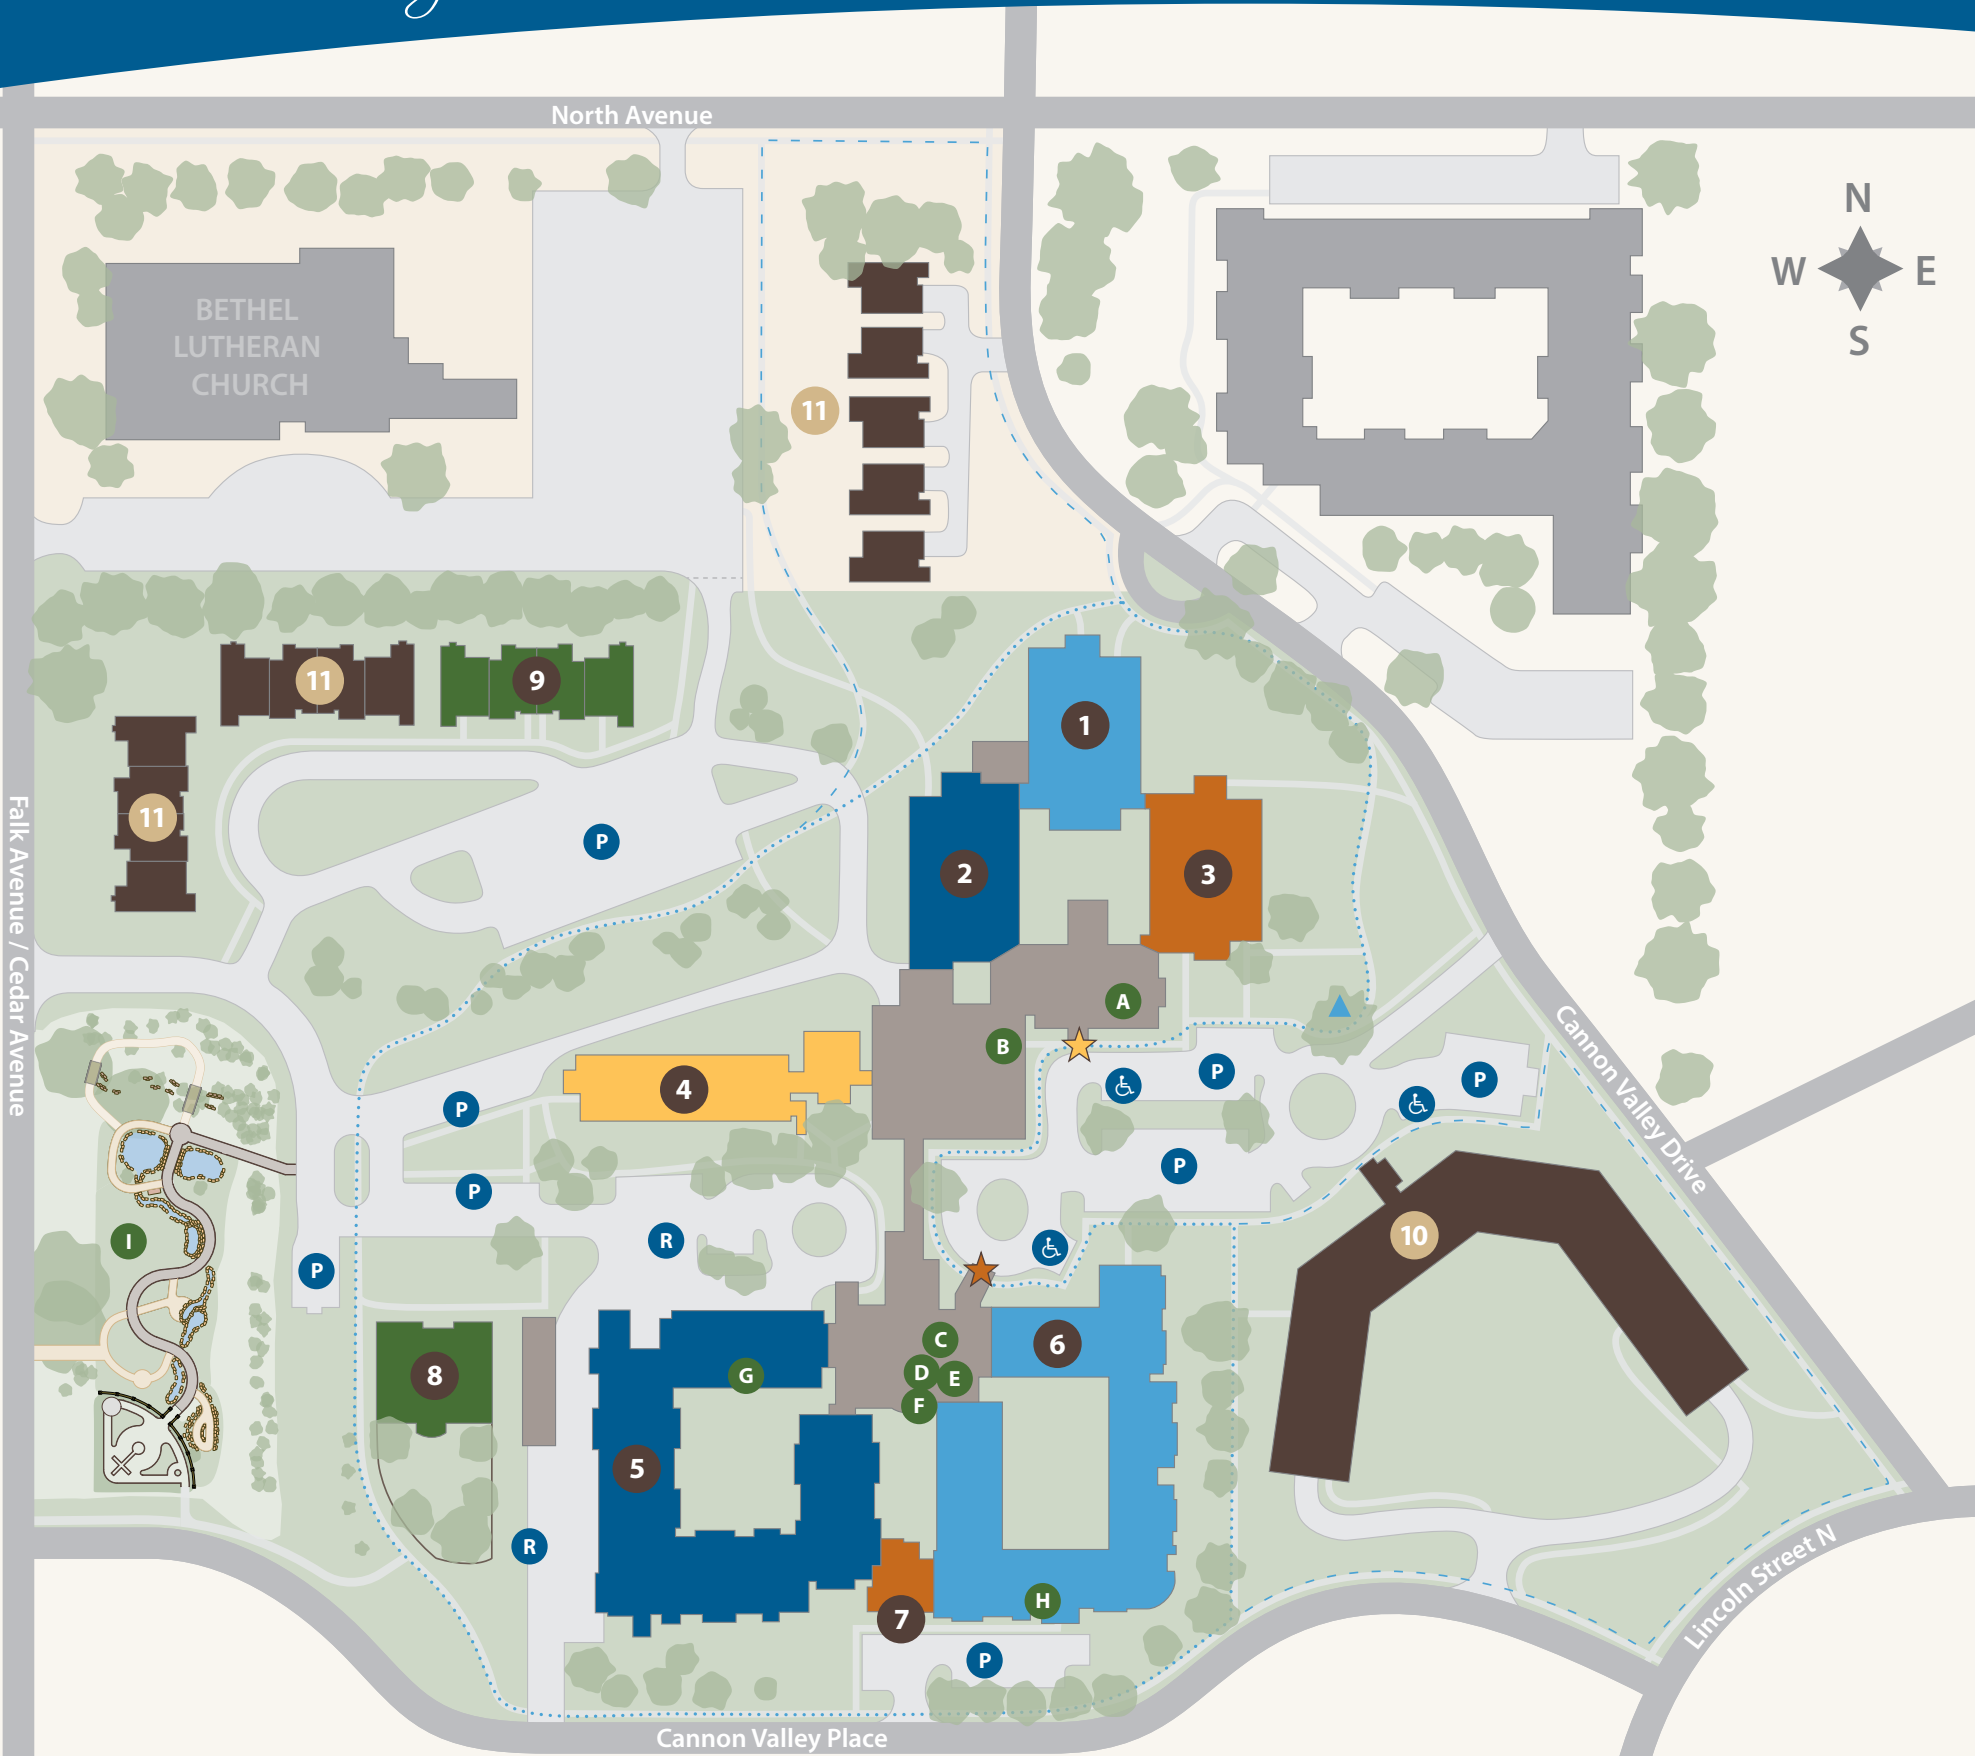 North Avenue
N
W E
S
BETHEL
LUTHERAN
CHURCH
11
11
9
1
11
P
2
3
Falk Avenue / Cedar Avenue
A
B
Cannon Valley Drive
4
P
P
P
P
P
I
R
P
10
C
6
G
D
E
8
F
5
R
H
7
P
Lincoln Street N
Cannon Valley Place